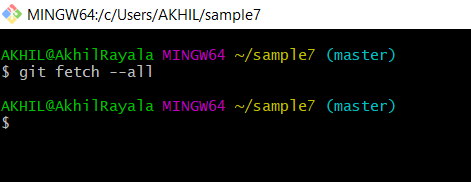 MINGW64:/c/Users/AKHIL/sample7
AKHIL@AkhilRayala MINGW64 ~/sample7 (master)
$ git fetch --all
AKHIL@AkhilRayala MINGW64 ~/sample7 (master)
$